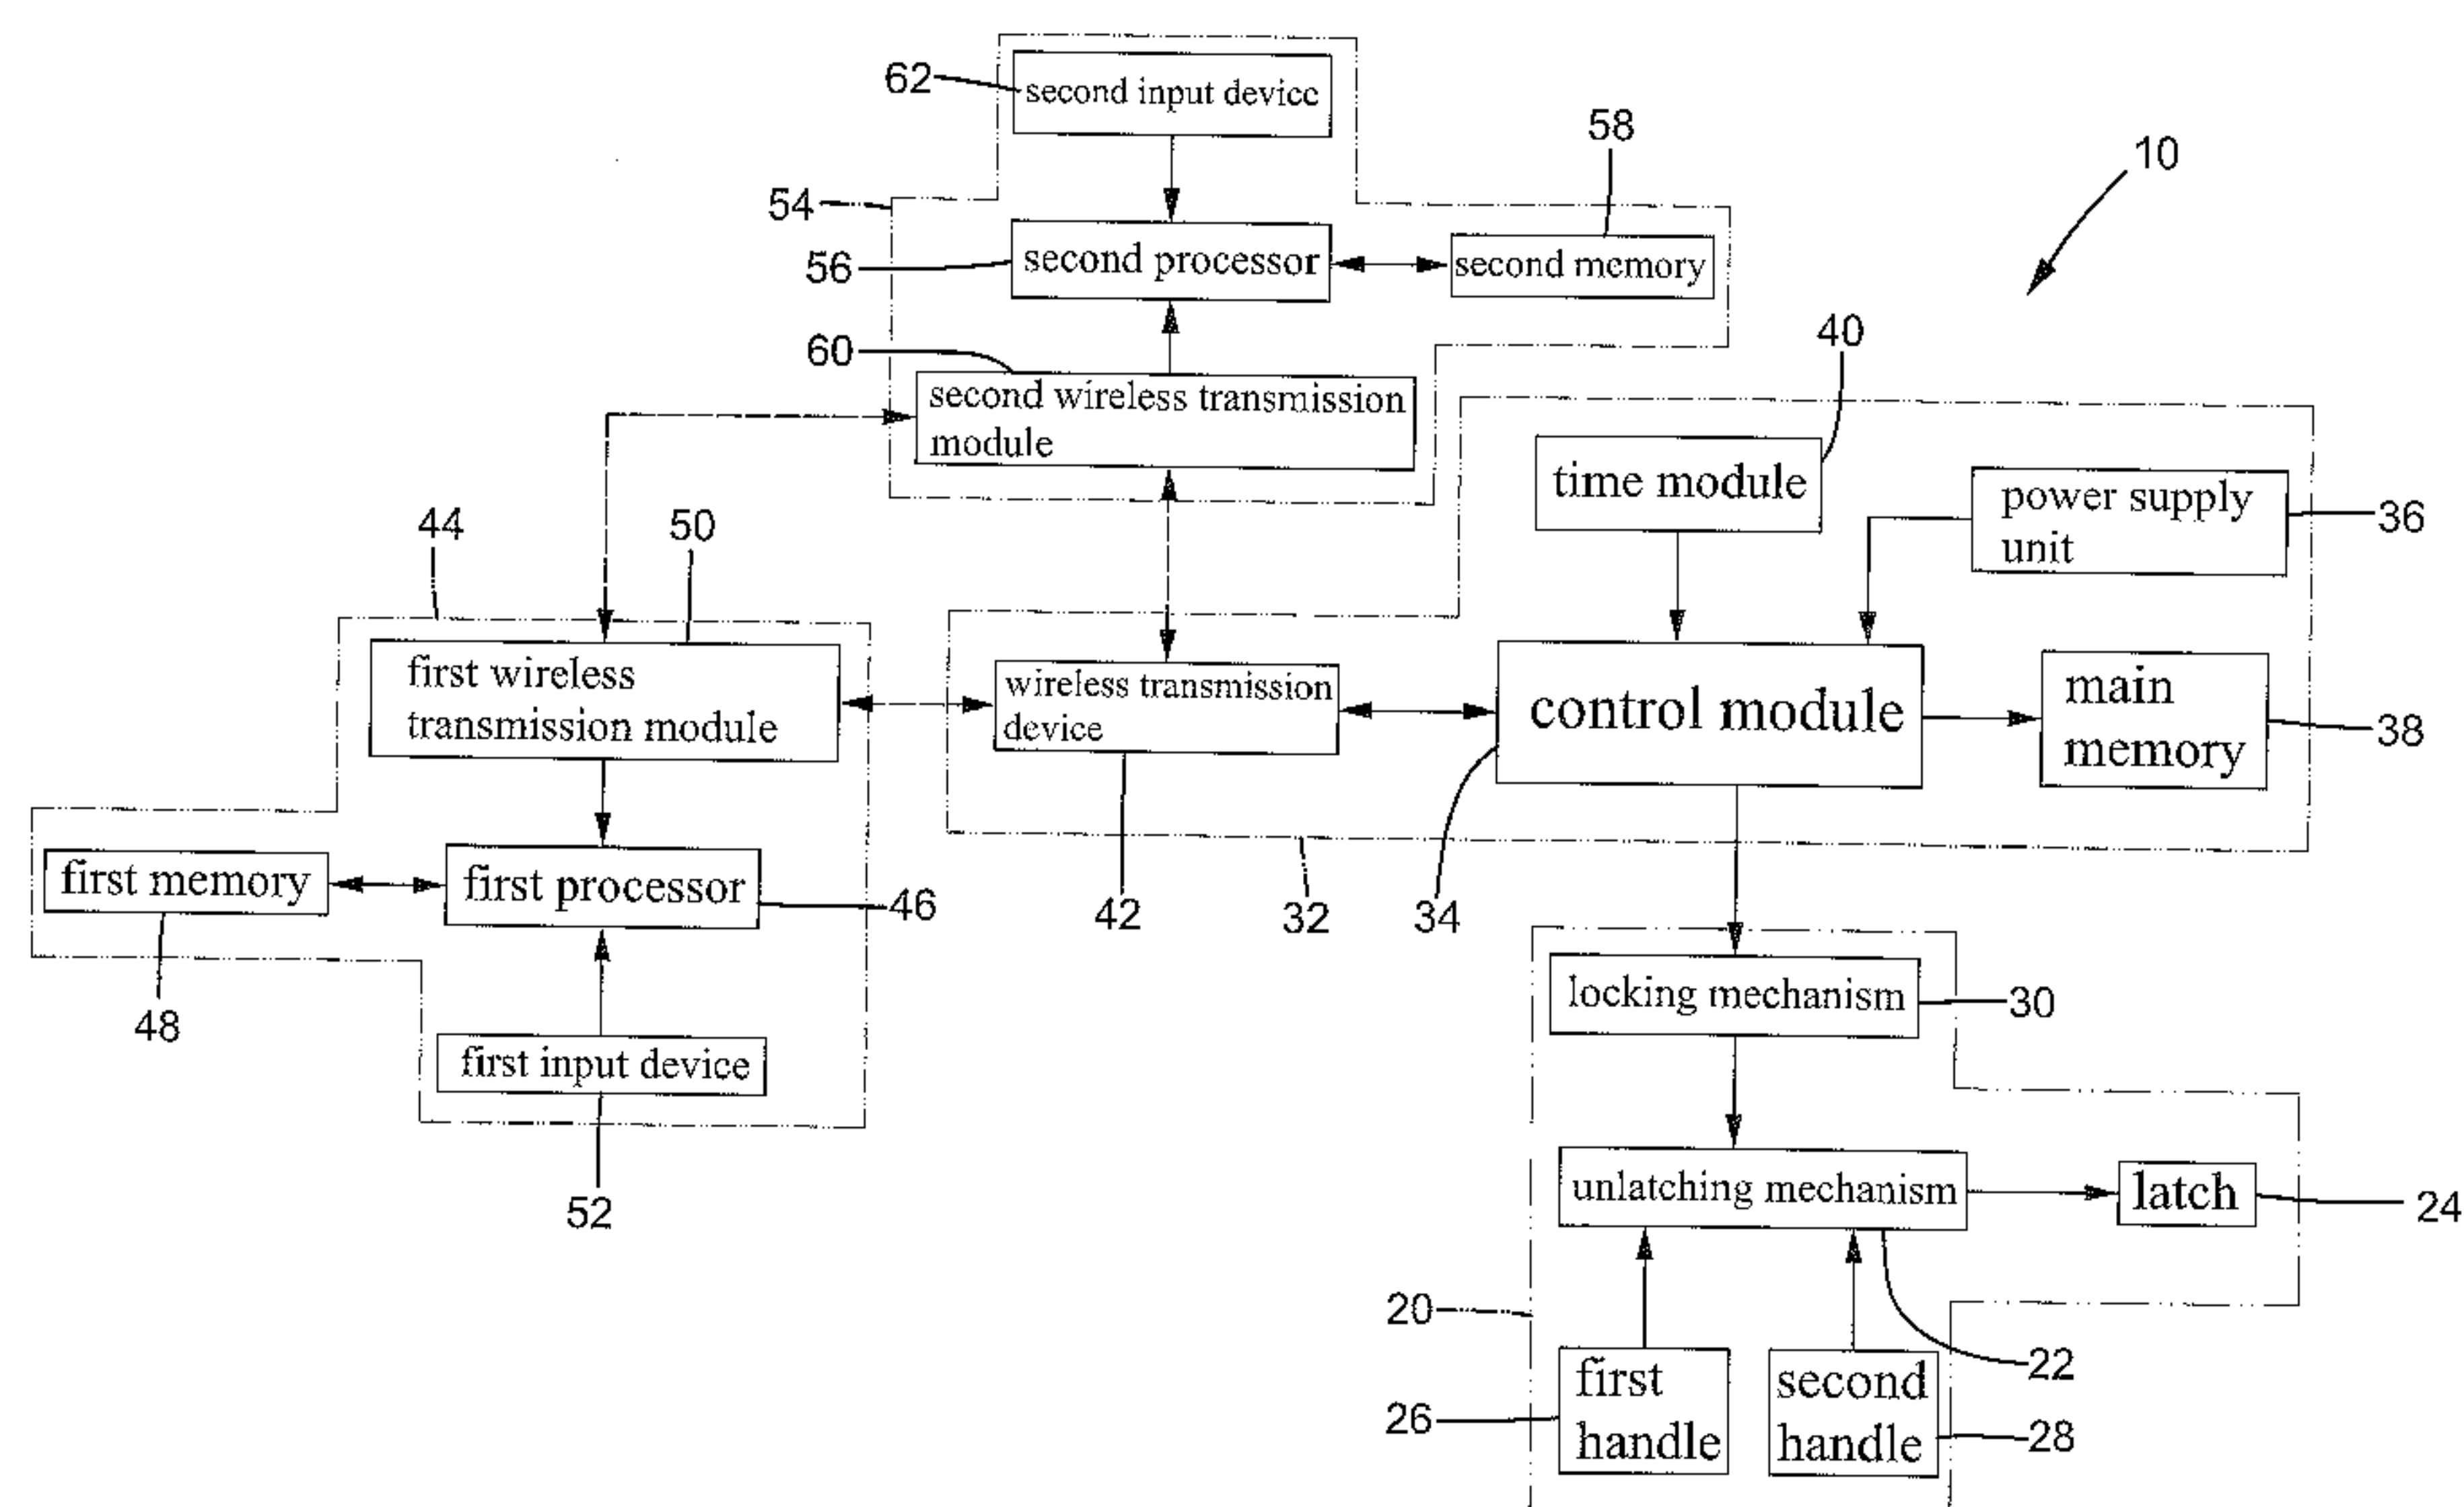 62
second input device
58
10
54
56
second processor
second memory
60
40
second wireless transmission
module
time module
power supply
unit
36
44
50
first wireless
transmission module
wireless transmission
device
control module
main
memory
38
first memory
first processor
46
42
32
34
48
locking mechanism
30
first input device
52
unlatching mechanism
latch
24
20
22
first
handle
26
second
handle
28